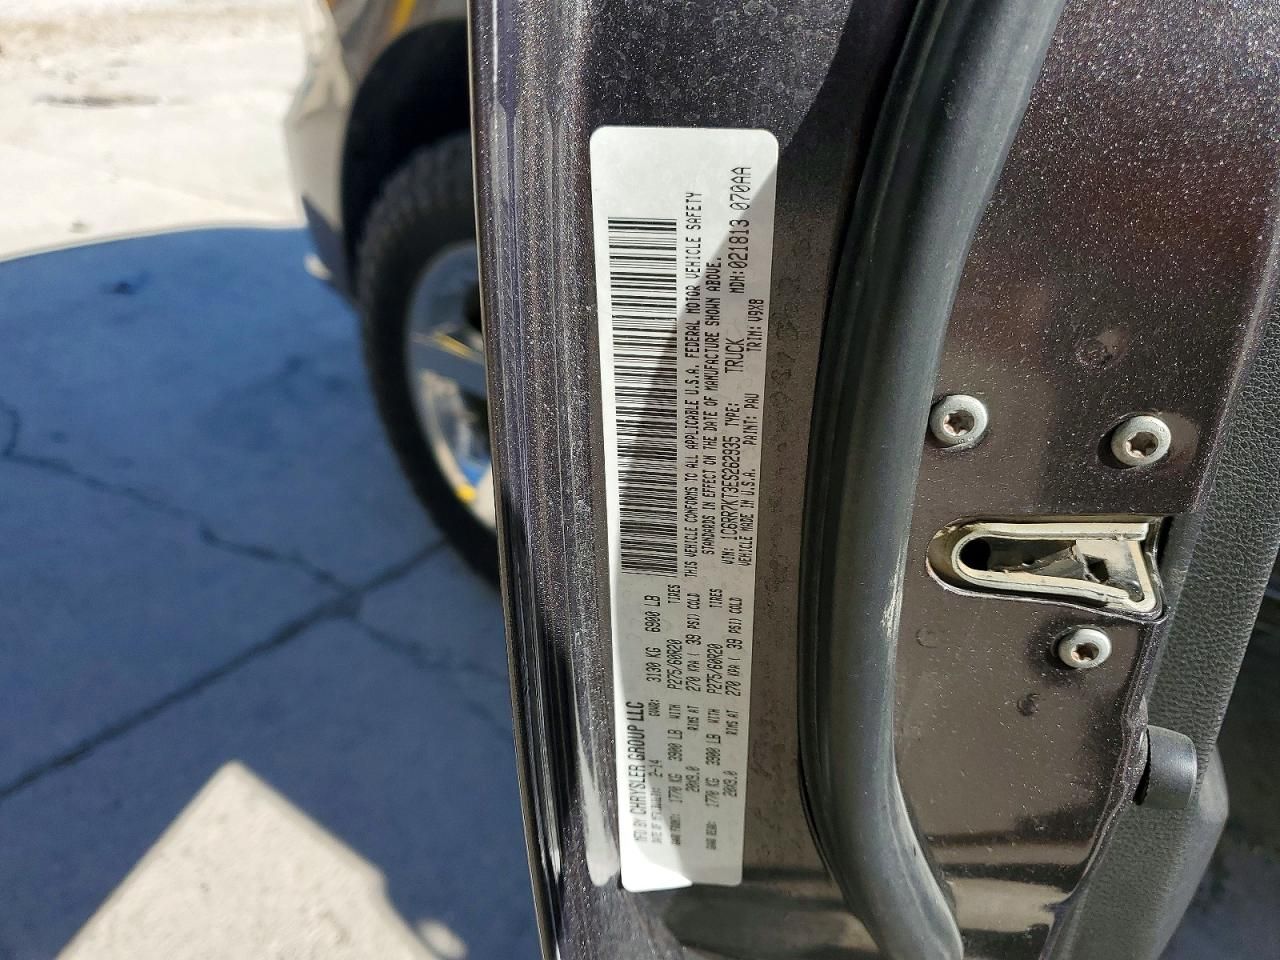 MFD BY CHRYSLER GROUP LLC
DATE OF MFR: 2-14 GVWR: 3130 KG 6900 LB
GAWR FRONT: 1770 KG 3900 LB WITH P275/60R20 TIRES
20X9.0 RIMS AT 270 KPA( 39 PSI) COLD
GAWR REAR: 1770 KG 3900 LB WITH P275/60R20 TIRES
20X9.0 RIMS AT 270 KPA( 39 PSI) COLD
THIS VEHICLE CONFORMS TO ALL APPLICABLE U.S.A. FEDERAL MOTOR VEHICLE SAFETY
STANDARDS IN EFFECT ON THE DATE OF MANUFACTURE SHOWN ABOVE.
VIN: 1C6RR7KT3ES262935 TYPE: TRUCK MDH:021813 070AA
VEHICLE MADE IN U.S.A. PAINT: PAU TRIM: V9X8